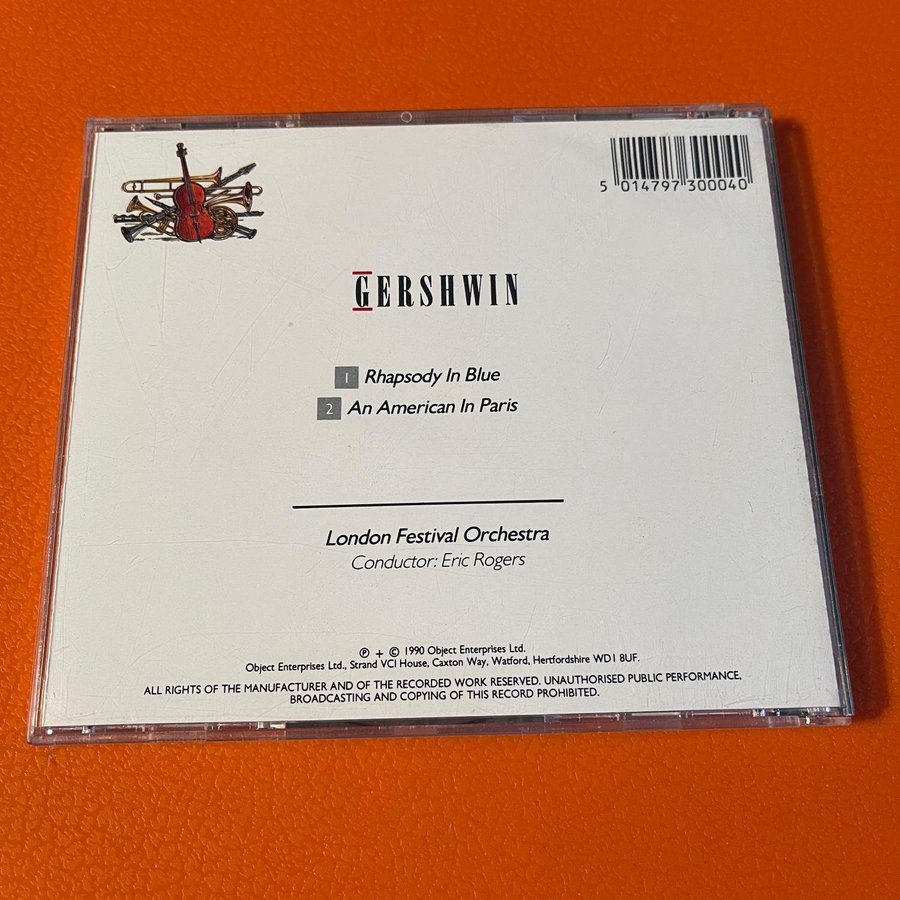 5 014797 300040
GERSHWIN
1 Rhapsody In Blue
2 An American In Paris
London Festival Orchestra
Conductor: Eric Rogers
℗ + © 1990 Object Enterprises Ltd.
Object Enterprises Ltd., Strand VCI House, Caxton Way, Watford, Hertfordshire WD1 8UF.
ALL RIGHTS OF THE MANUFACTURER AND OF THE RECORDED WORK RESERVED. UNAUTHORISED PUBLIC PERFORMANCE,
BROADCASTING AND COPYING OF THIS RECORD PROHIBITED.